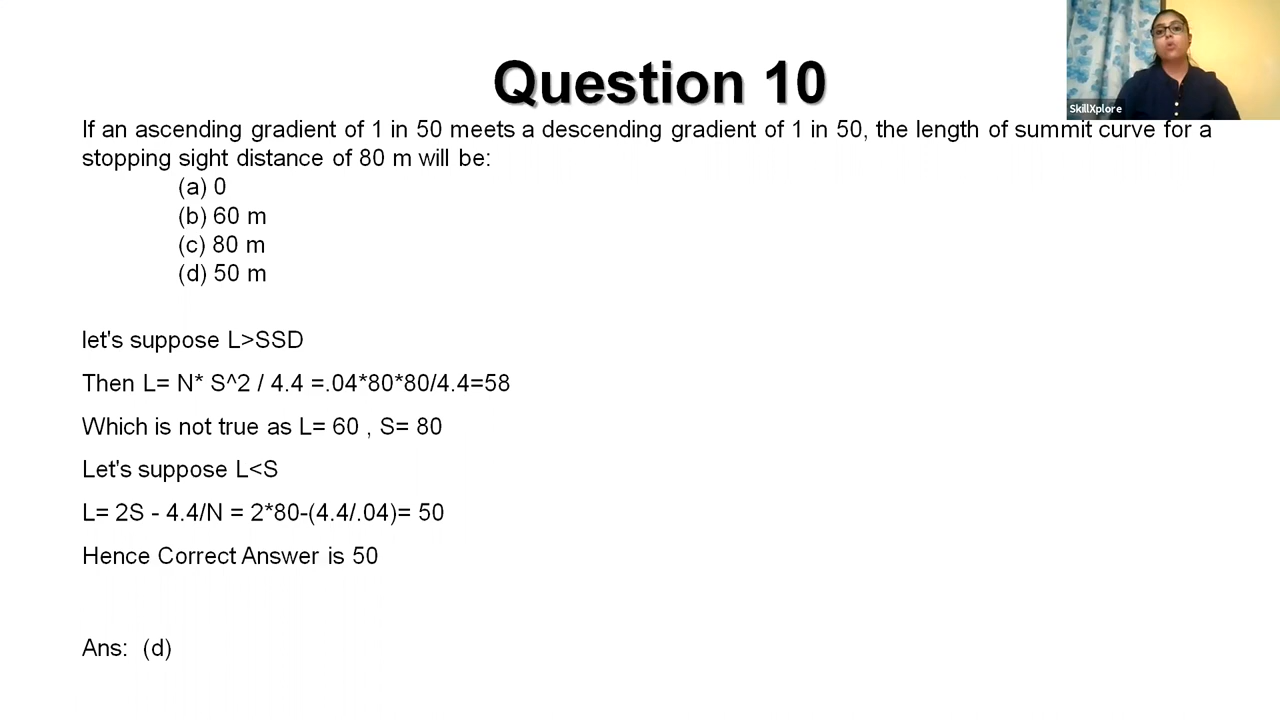 Question 10
SkillXplore
If an ascending gradient of 1 in 50 meets a descending gradient of 1 in 50, the length of summit curve for a
stopping sight distance of 80 m will be:
(a) 0
(b) 60 m
(c) 80 m
(d) 50 m
let's suppose L>SSD
Then L= N* S^2 / 4.4 =.04*80*80/4.4=58
Which is not true as L= 60 , S= 80
Let's suppose L<S
L= 2S - 4.4/N = 2*80-(4.4/.04)= 50
Hence Correct Answer is 50
Ans: (d)